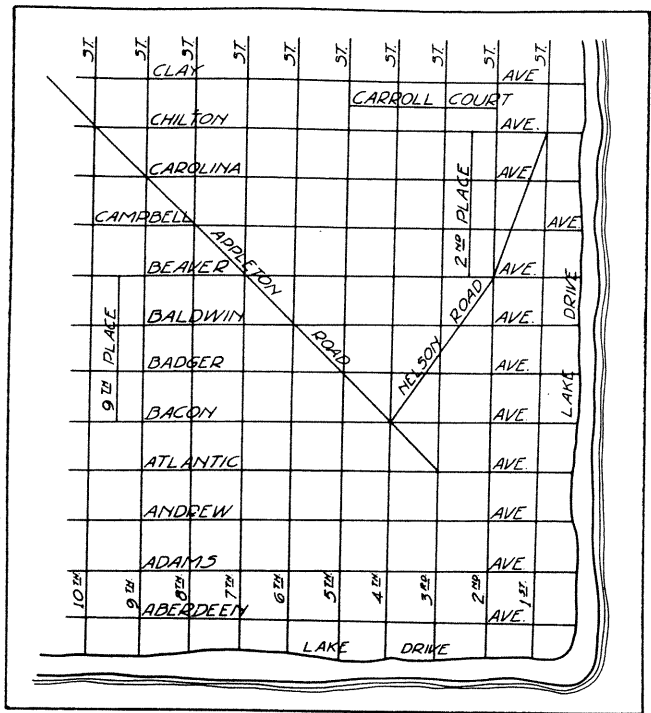 ST. ST. ST. ST. ST. ST. ST. ST. ST. ST.
CLAY AVE
CARROLL COURT
CHILTON AVE.
CAROLINA AVE.
2ND PLACE
CAMPBELL AVE.
APPLETON ROAD
BEAVER AVE.
9TH PLACE
NELSON ROAD
LAKE DRIVE
BALDWIN AVE.
BADGER AVE.
BACON AVE.
ATLANTIC AVE.
ANDREW AVE
ADAMS AVE.
10TH 9TH 8TH 7TH 6TH 5TH 4TH 3RD 2ND 1ST.
ABERDEEN AVE.
LAKE DRIVE